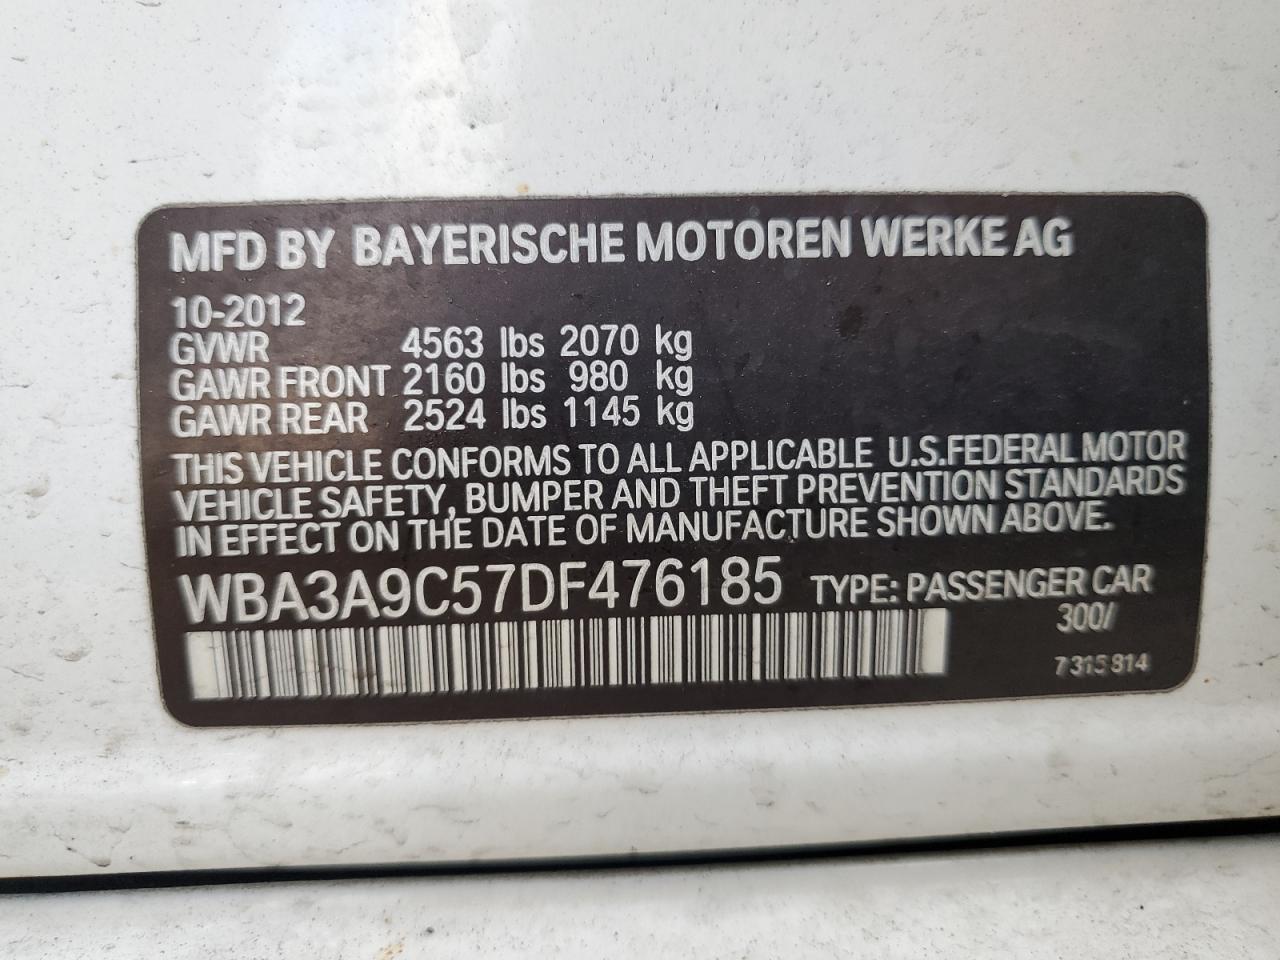 MFD BY BAYERISCHE MOTOREN WERKE AG
10-2012
GVWR 4563 lbs 2070 kg
GAWR FRONT 2160 lbs 980 kg
GAWR REAR 2524 lbs 1145 kg
THIS VEHICLE CONFORMS TO ALL APPLICABLE U.S.FEDERAL MOTOR
VEHICLE SAFETY, BUMPER AND THEFT PREVENTION STANDARDS
IN EFFECT ON THE DATE OF MANUFACTURE SHOWN ABOVE.
WBA3A9C57DF476185 TYPE: PASSENGER CAR
300/
7 315 814